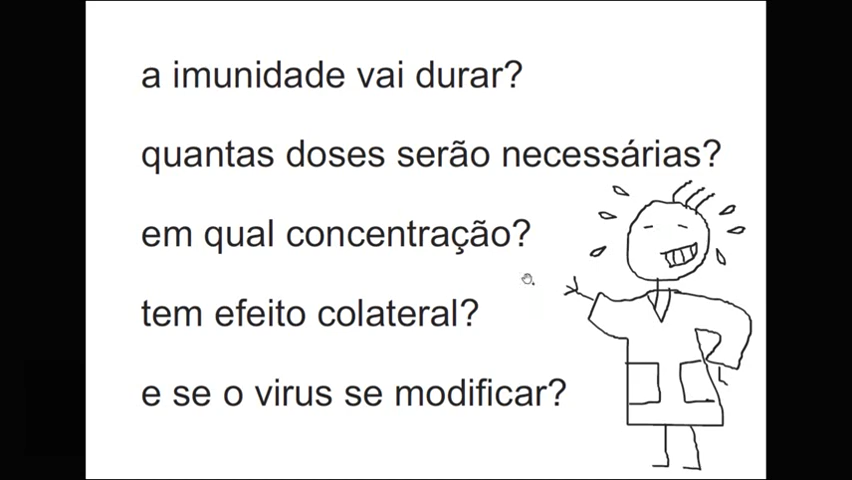 a imunidade vai durar?
quantas doses serão necessárias?
em qual concentração?
tem efeito colateral?
e se o virus se modificar?